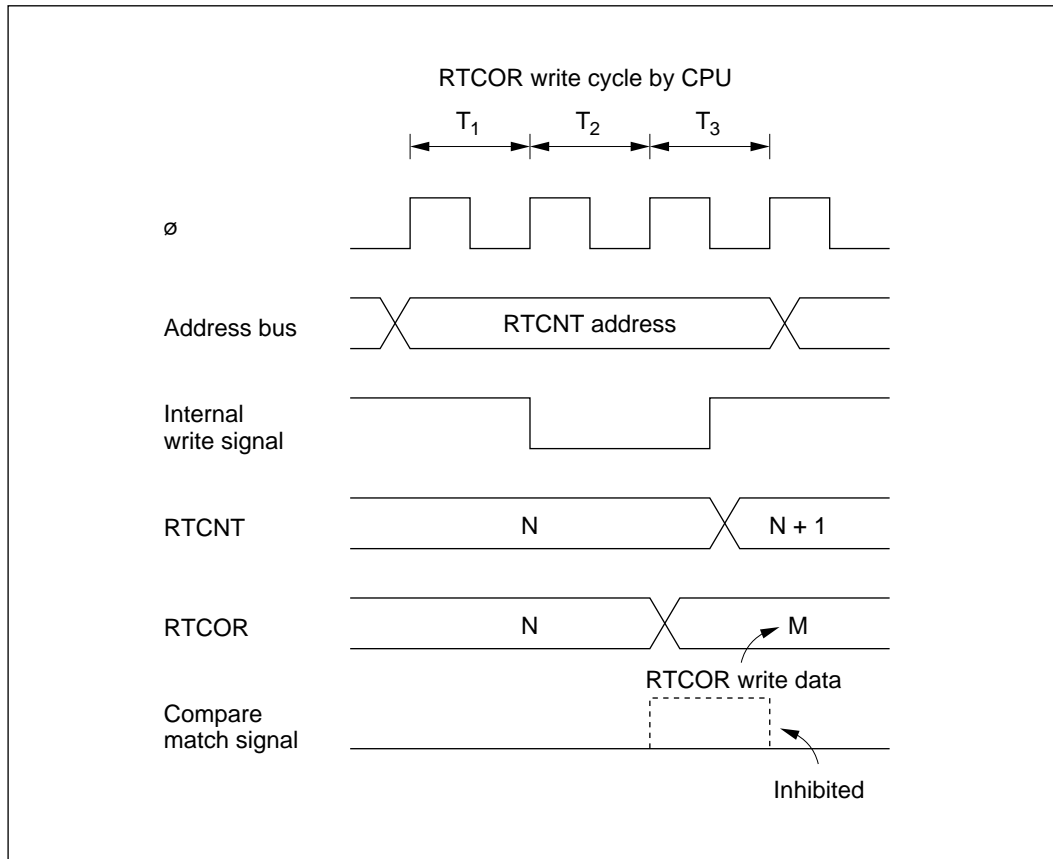 RTCOR write cycle by CPU
T1 T2 T3
ø
Address bus RTCNT address
Internal
write signal
RTCNT N N + 1
RTCOR N M
RTCOR write data
Compare
match signal
Inhibited